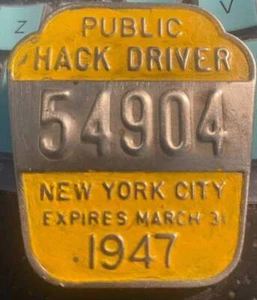 Z
V
PUBLIC
HACK DRIVER
54904
NEW YORK CITY
EXPIRES MARCH 31
1947